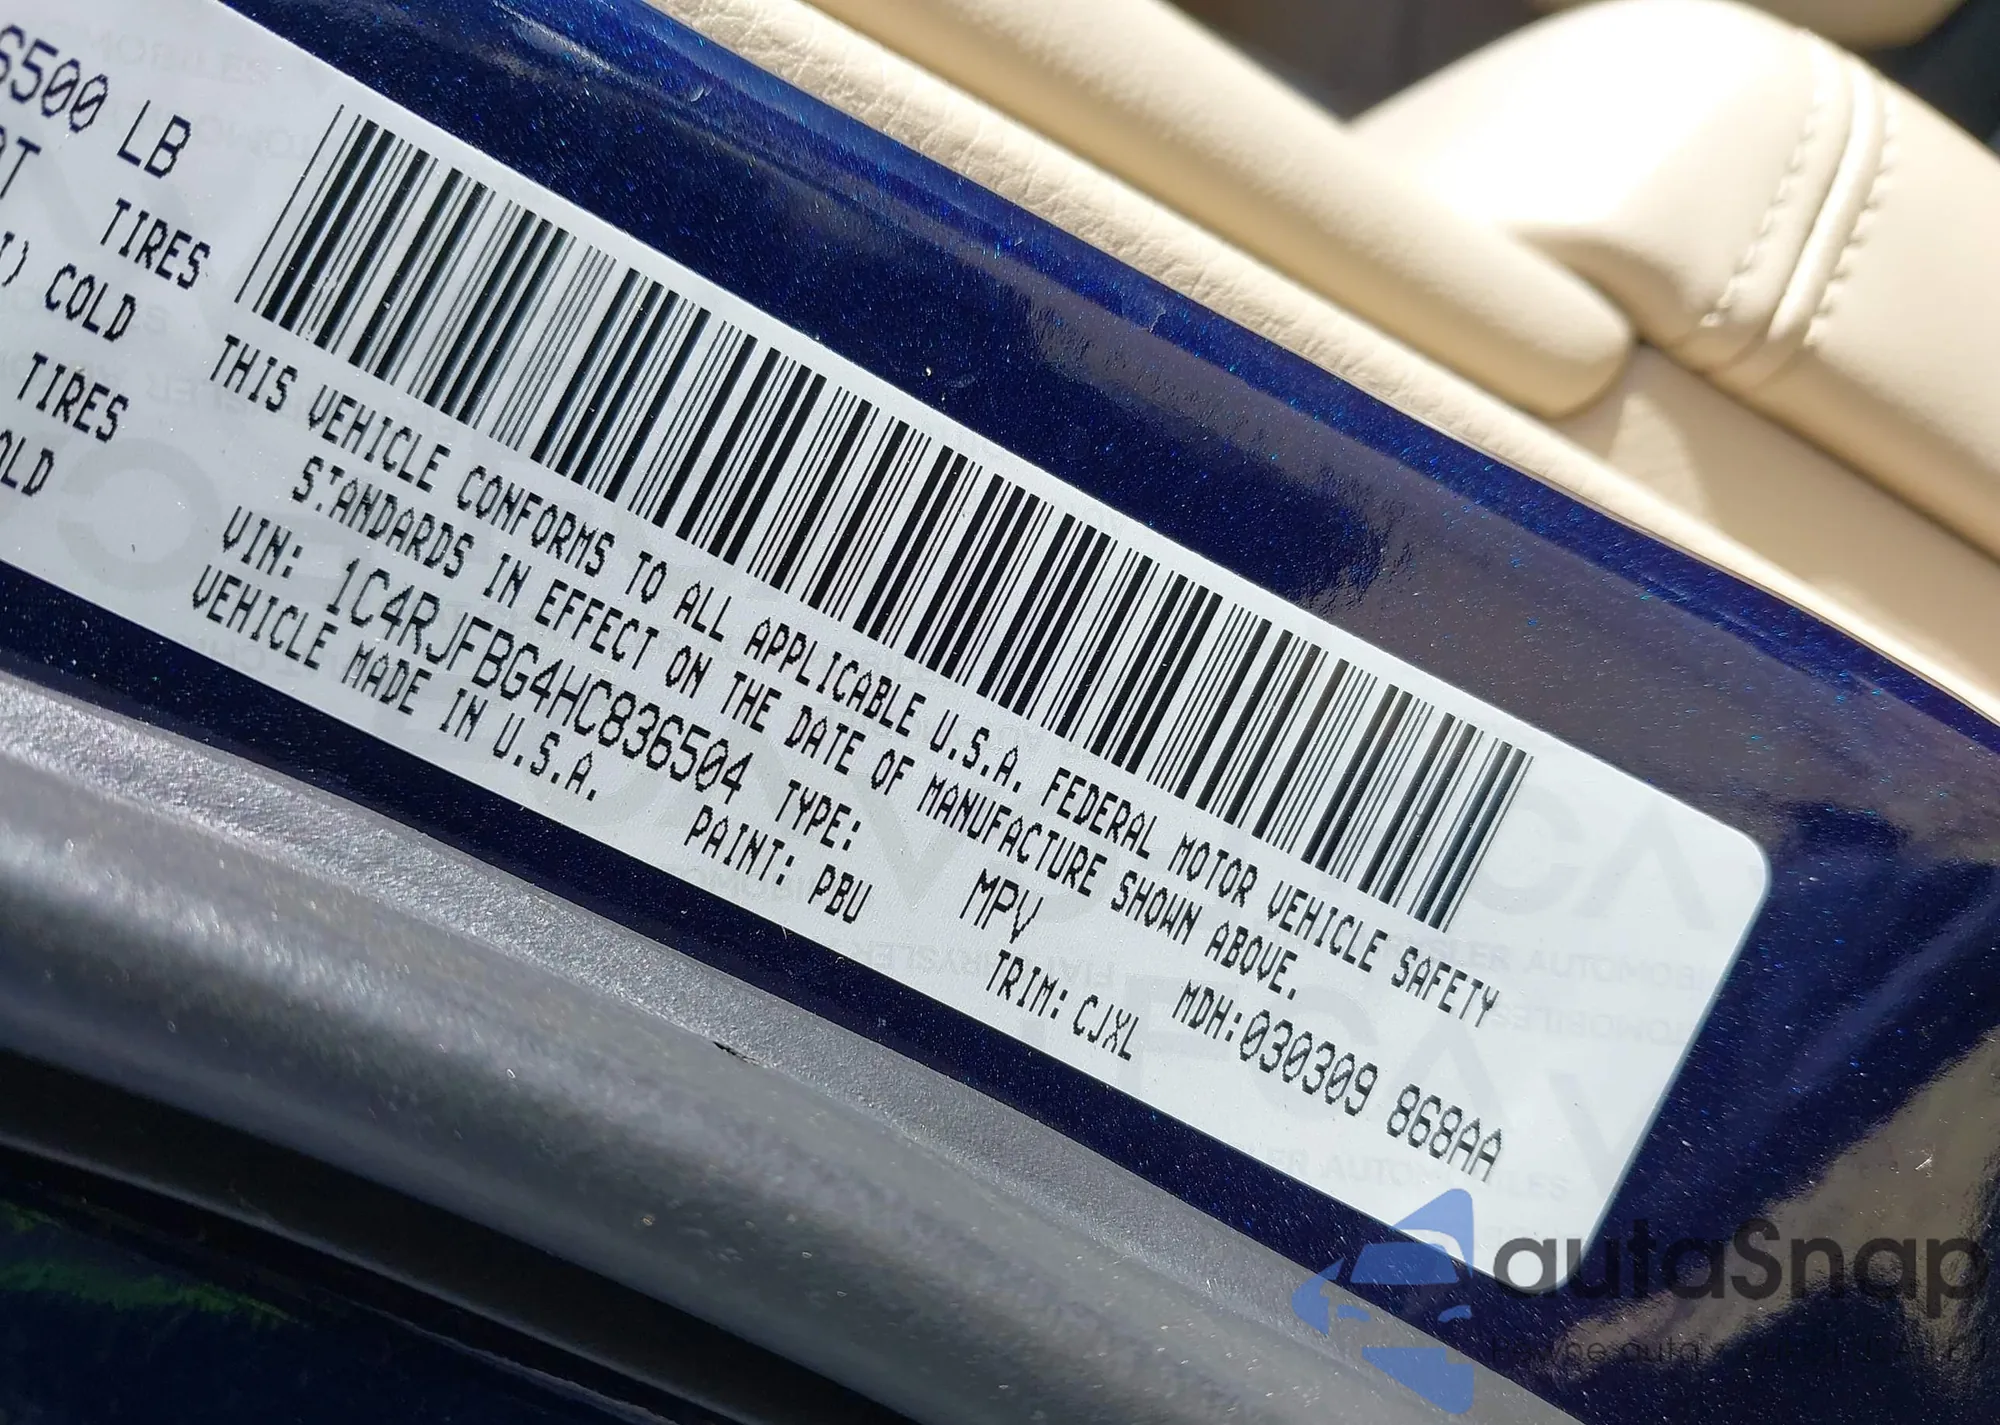 6500 LB
TIRES
COLD
TIRES
THIS VEHICLE CONFORMS TO ALL APPLICABLE U.S.A. FEDERAL MOTOR VEHICLE SAFETY
STANDARDS IN EFFECT ON THE DATE OF MANUFACTURE SHOWN ABOVE.
VIN: 1C4RJFBG4HC836504 TYPE: MPV MDH:030309 868AA
VEHICLE MADE IN U.S.A. PAINT: PBU TRIM: CJXL
autaSnap